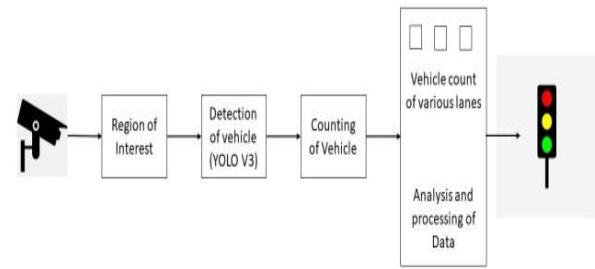 Region of
Interest
Detection
of vehicle
(YOLO V3)
Counting
of Vehicle
Vehicle count
of various lanes
Analysis and
processing of
Data